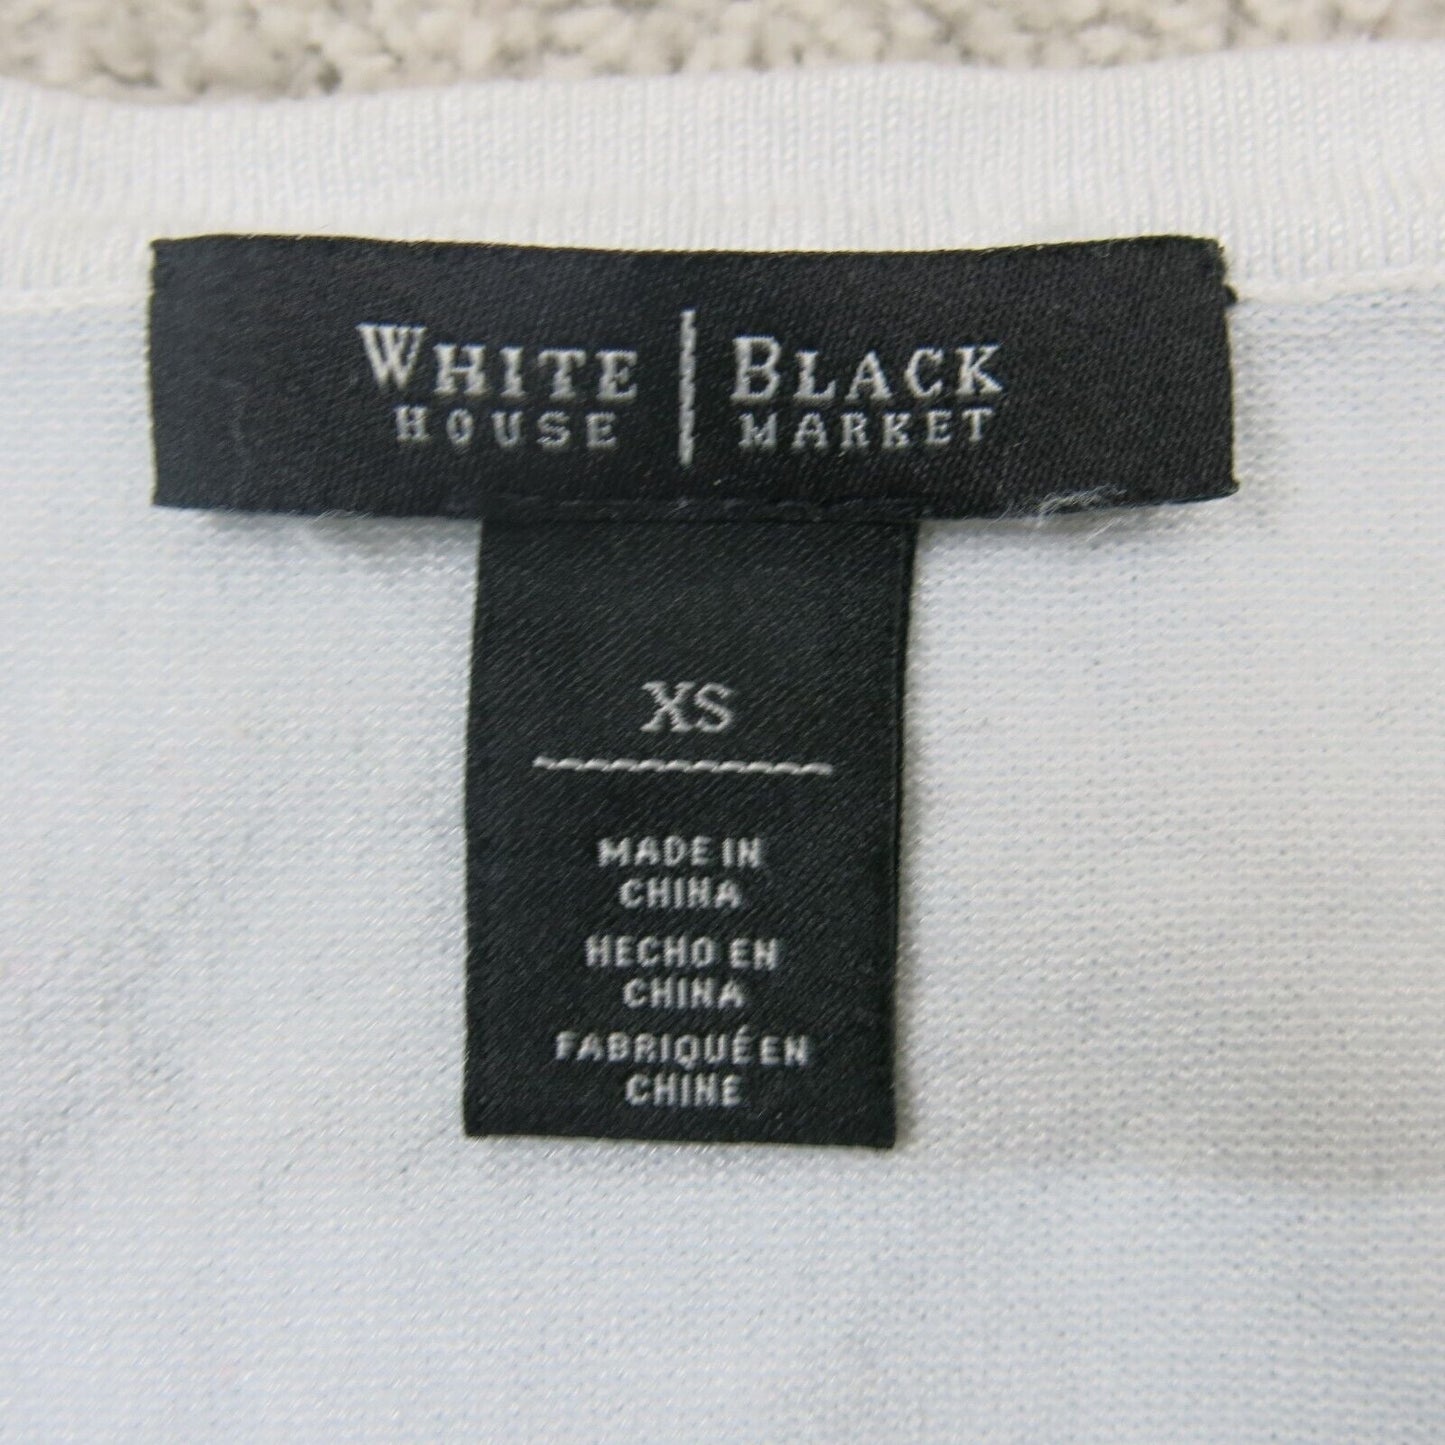 WHITE | BLACK
HOUSE | MARKET
XS
MADE IN
CHINA
HECHO EN
CHINA
FABRIQUÉ EN
CHINE